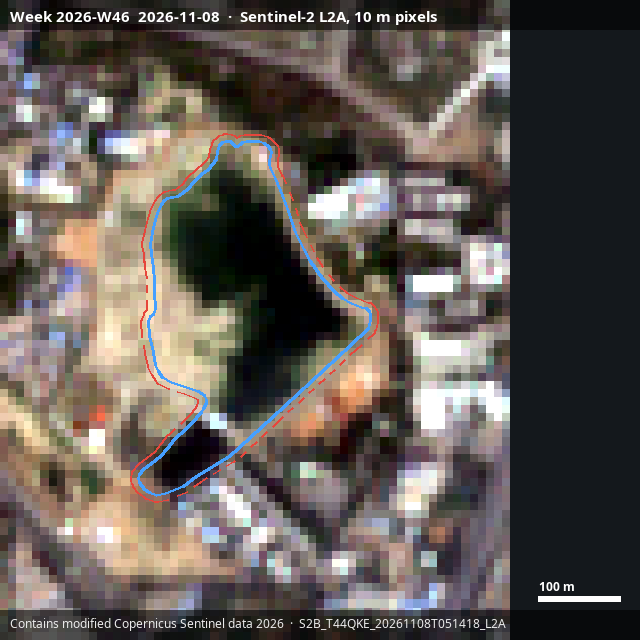 Week 2026-W46  2026-11-08  ·  Sentinel-2 L2A, 10 m pixels
100 m
Contains modified Copernicus Sentinel data 2026  ·  S2B_T44QKE_20261108T051418_L2A